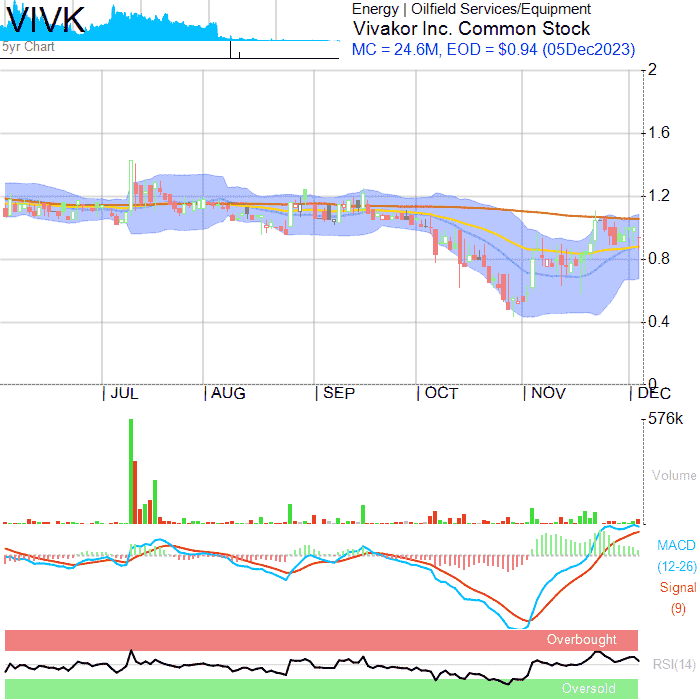 VIVK
5yr Chart
Energy | Oilfield Services/Equipment
Vivakor Inc. Common Stock
MC = 24.6M, EOD = $0.94 (05Dec2023)
2
1.6
1.2
0.8
0.4
0
JUL AUG SEP OCT NOV DEC
576k
Volume
MACD
(12-26)
Signal
(9)
Overbought
RSI(14)
Oversold